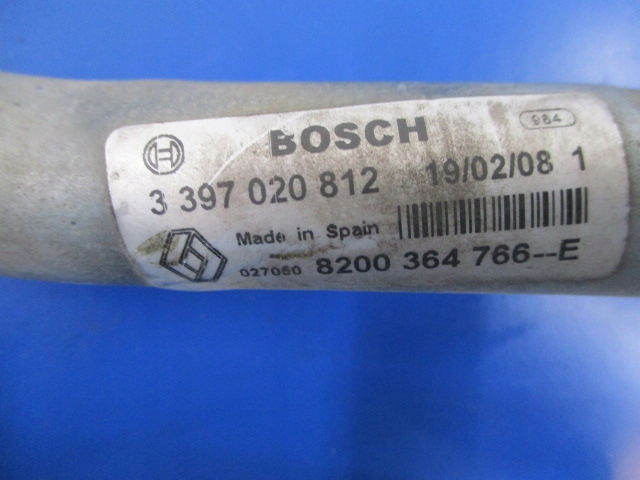 BOSCH
984
3 397 020 812 19/02/08 1
Made in Spain
027060 8200 364 766--E